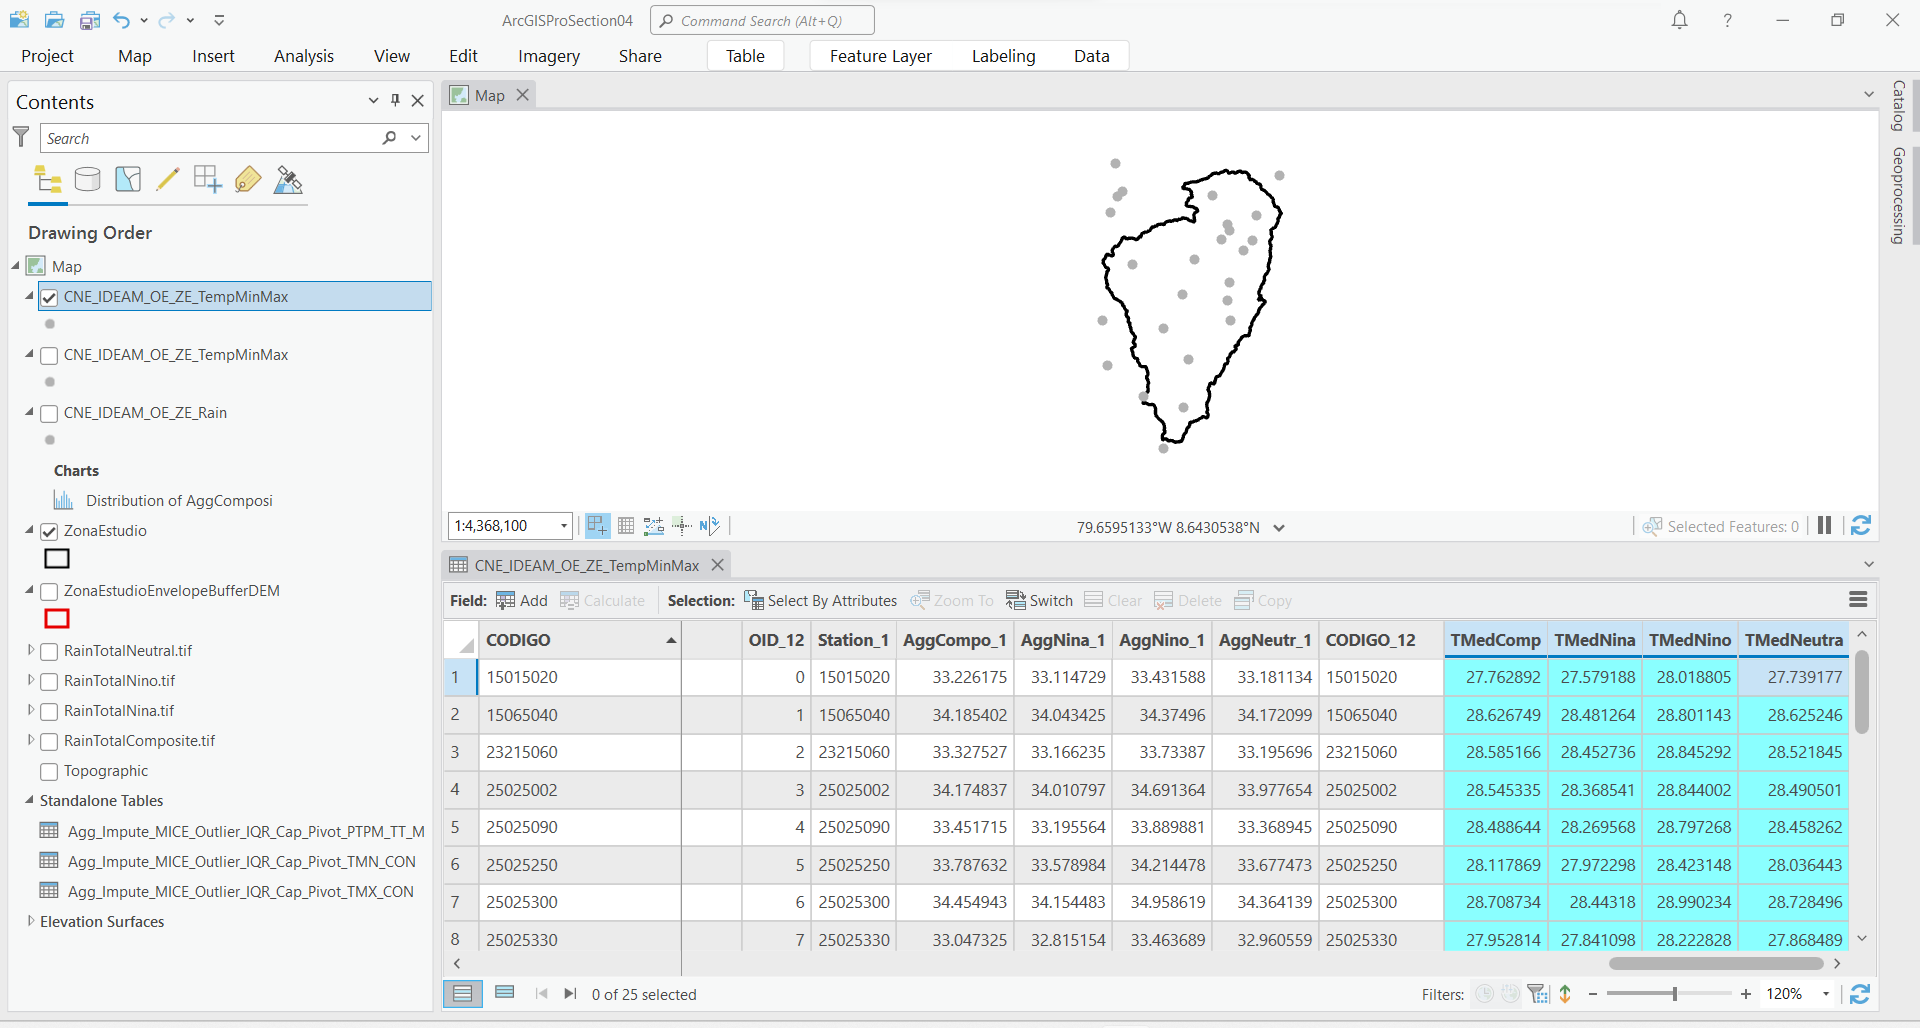 ArcGISProSection04
Command Search (Alt+Q)
?
Project Map Insert Analysis View Edit Imagery Share Table Feature Layer Labeling Data
Contents
Search
Drawing Order
Map
CNE_IDEAM_OE_ZE_TempMinMax
CNE_IDEAM_OE_ZE_TempMinMax
CNE_IDEAM_OE_ZE_Rain
Charts
Distribution of AggComposi
ZonaEstudio
ZonaEstudioEnvelopeBufferDEM
RainTotalNeutral.tif
RainTotalNino.tif
RainTotalNina.tif
RainTotalComposite.tif
Topographic
Standalone Tables
Agg_Impute_MICE_Outlier_IQR_Cap_Pivot_PTPM_TT_M
Agg_Impute_MICE_Outlier_IQR_Cap_Pivot_TMN_CON
Agg_Impute_MICE_Outlier_IQR_Cap_Pivot_TMX_CON
Elevation Surfaces
Map
1:4,368,100
79.6595133°W 8.6430538°N
Selected Features: 0
CNE_IDEAM_OE_ZE_TempMinMax
Field: Add Calculate Selection: Select By Attributes Zoom To Switch Clear Delete Copy
CODIGO OID_12 Station_1 AggCompo_1 AggNina_1 AggNino_1 AggNeutr_1 CODIGO_12 TMedComp TMedNina TMedNino TMedNeutra
1 15015020 0 15015020 33.226175 33.114729 33.431588 33.181134 15015020 27.762892 27.579188 28.018805 27.739177
2 15065040 1 15065040 34.185402 34.043425 34.37496 34.172099 15065040 28.626749 28.481264 28.801143 28.625246
3 23215060 2 23215060 33.327527 33.166235 33.73387 33.195696 23215060 28.585166 28.452736 28.845292 28.521845
4 25025002 3 25025002 34.174837 34.010797 34.691364 33.977654 25025002 28.545335 28.368541 28.844002 28.490501
5 25025090 4 25025090 33.451715 33.195564 33.889881 33.368945 25025090 28.488644 28.269568 28.797268 28.458262
6 25025250 5 25025250 33.787632 33.578984 34.214478 33.677473 25025250 28.117869 27.972298 28.423148 28.036443
7 25025300 6 25025300 34.454943 34.154483 34.958619 34.364139 25025300 28.708734 28.44318 28.990234 28.728496
8 25025330 7 25025330 33.047325 32.815154 33.463689 32.960559 25025330 27.952814 27.841098 28.222828 27.868489
0 of 25 selected
Filters:
120%
Catalog
Geoprocessing